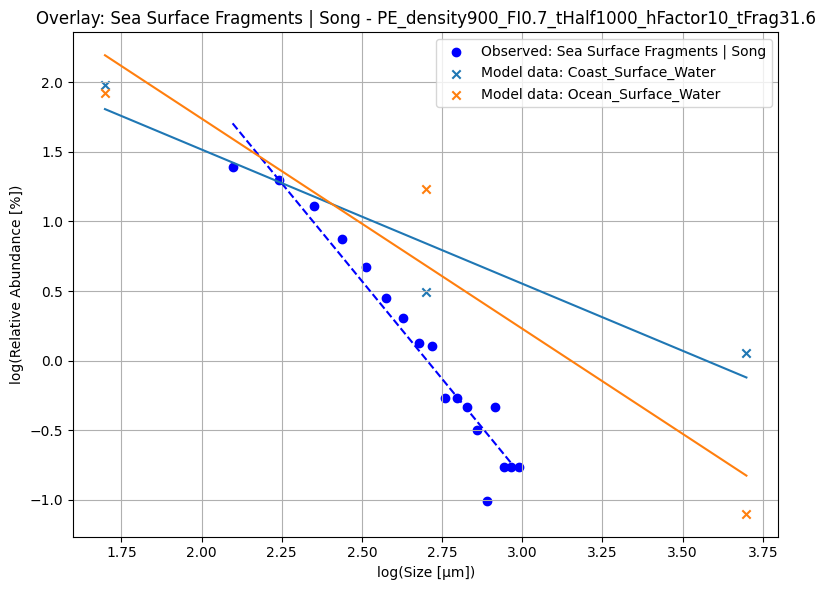 Overlay: Sea Surface Fragments | Song - PE_density900_FI0.7_tHalf1000_hFactor10_tFrag31.6
Observed: Sea Surface Fragments | Song
Model data: Coast_Surface_Water
Model data: Ocean_Surface_Water
log(Relative Abundance [%])
2.0
1.5
1.0
0.5
0.0
−0.5
−1.0
1.75 2.00 2.25 2.50 2.75 3.00 3.25 3.50 3.75
log(Size [μm])